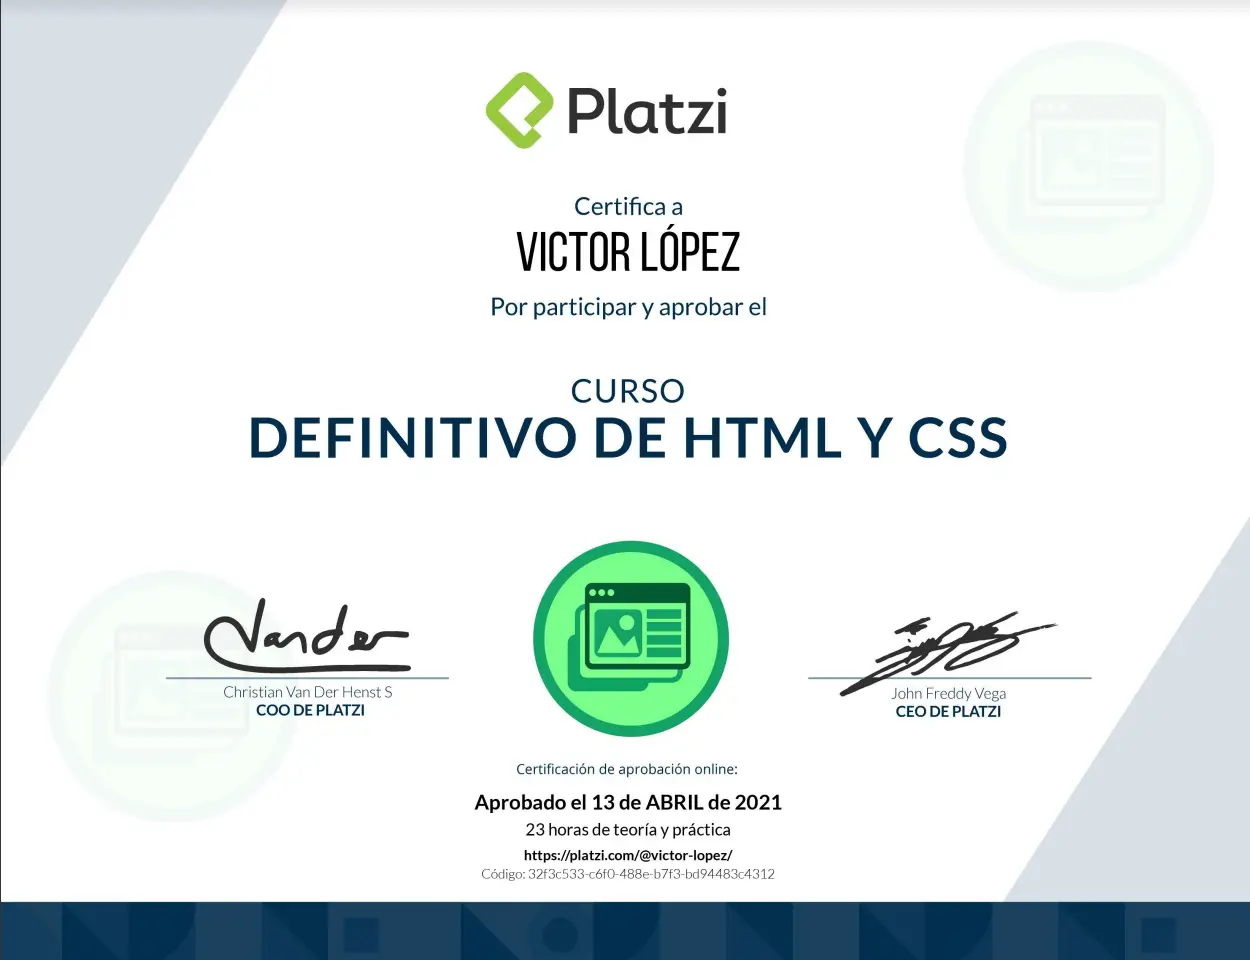 Platzi
Certifica a
VICTOR LÓPEZ
Por participar y aprobar el
CURSO
DEFINITIVO DE HTML Y CSS
Vander
Christian Van Der Henst S
COO DE PLATZI
John Freddy Vega
CEO DE PLATZI
Certificación de aprobación online:
Aprobado el 13 de ABRIL de 2021
23 horas de teoría y práctica
https://platzi.com/@victor-lopez/
Código: 32f3c533-c6f0-488e-b7f3-bd94483c4312